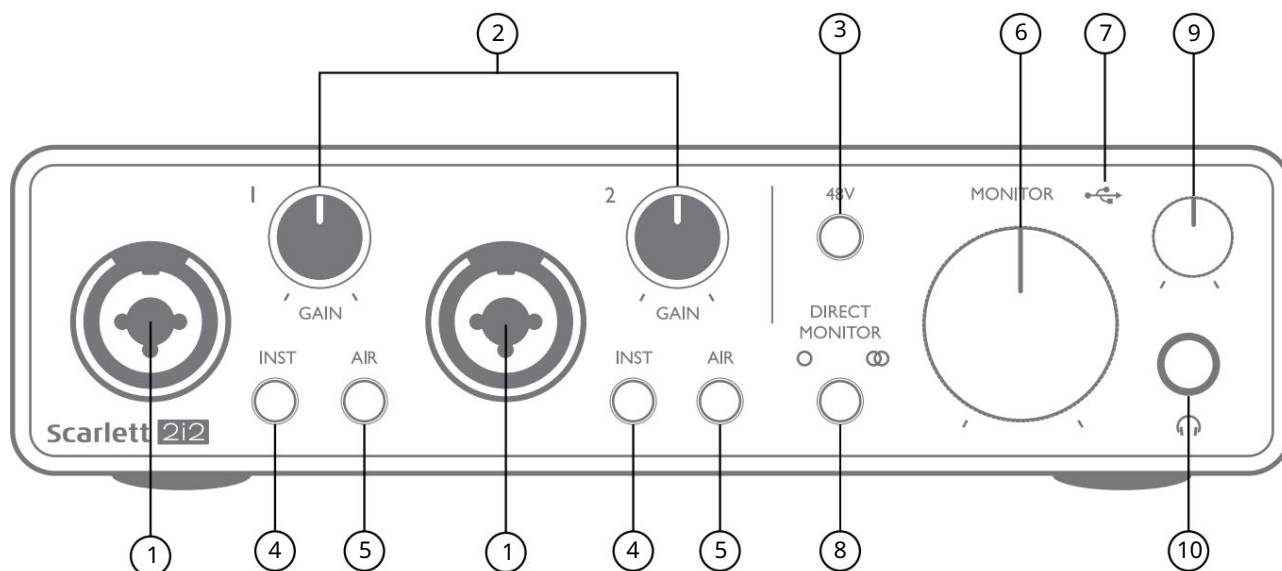 2 3 6 7 9
1 2 48V MONITOR
GAIN GAIN DIRECT
MONITOR
INST AIR INST AIR
Scarlett 2i2
1 4 5 1 4 5 8 10